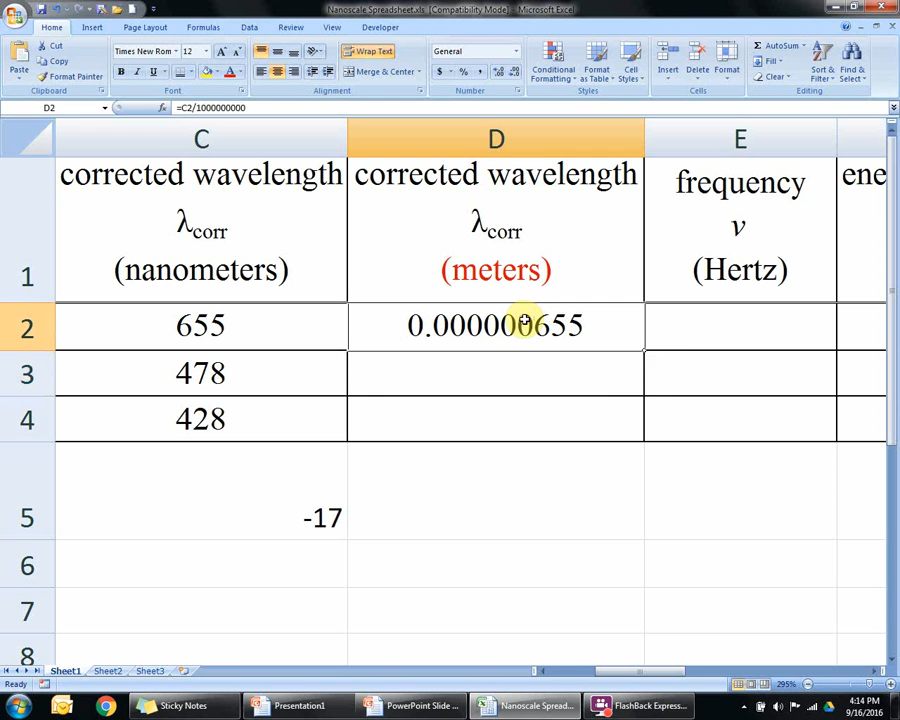 Nanoscale Spreadsheet.xls [Compatibility Mode] - Microsoft Excel
Home Insert Page Layout Formulas Data Review View Developer
Paste Cut Copy Format Painter Clipboard
Times New Rom 12 B I U Font
Wrap Text Merge & Center Alignment
General $ % , Number
Conditional Formatting Format as Table Cell Styles Styles
Insert Delete Format Cells
AutoSum Fill Clear Sort & Filter Find & Select Editing
D2 fx =C2/1000000000
C D E
1 corrected wavelength corrected wavelength frequency ene
λcorr λcorr ν
(nanometers) (meters) (Hertz)
2 655 0.000000655
3 478
4 428
5 -17
6
7
8
Sheet1 Sheet2 Sheet3
Ready 295%
Sticky Notes Presentation1 PowerPoint Slide ... Nanoscale Spread... FlashBack Express... 4:14 PM
9/16/2016